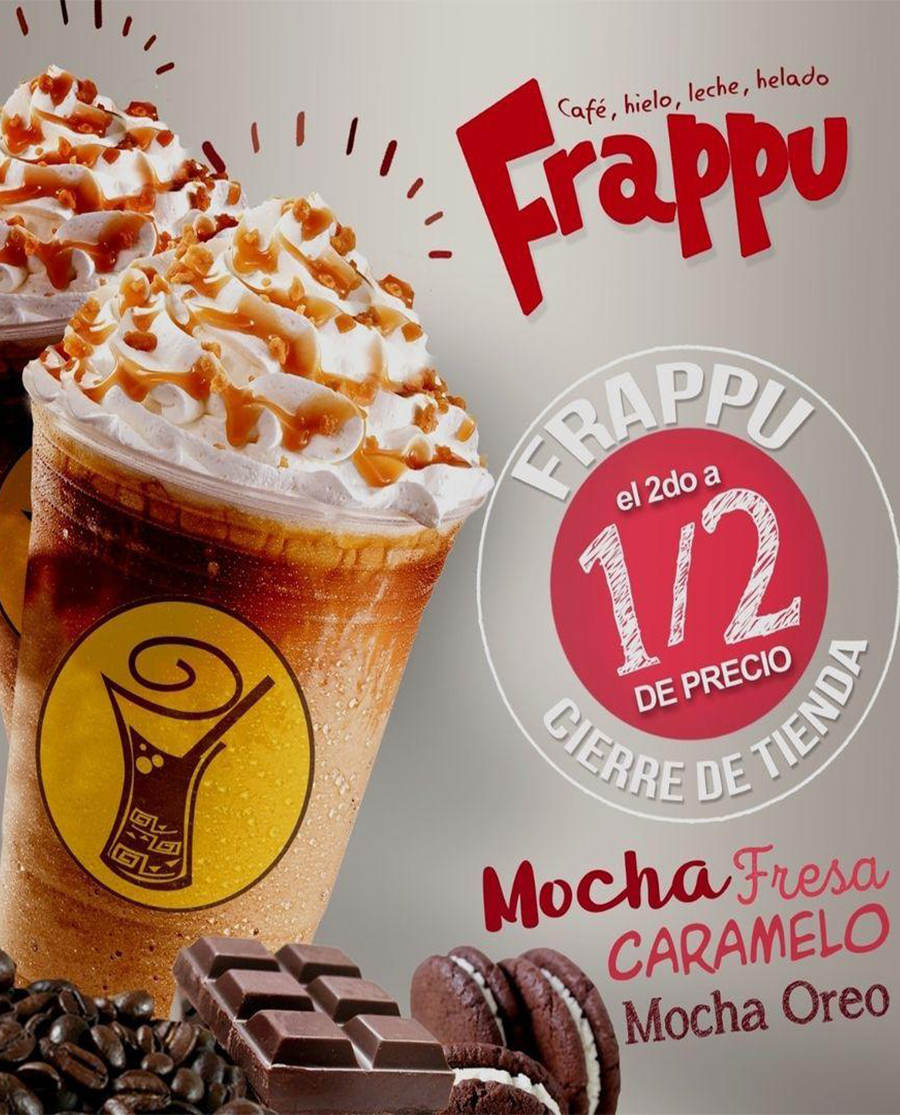 Café, hielo, leche, helado
Frappu
FRAPPU
el 2do a
1/2
DE PRECIO
CIERRE DE TIENDA
Mocha Fresa
CARAMELO
Mocha Oreo